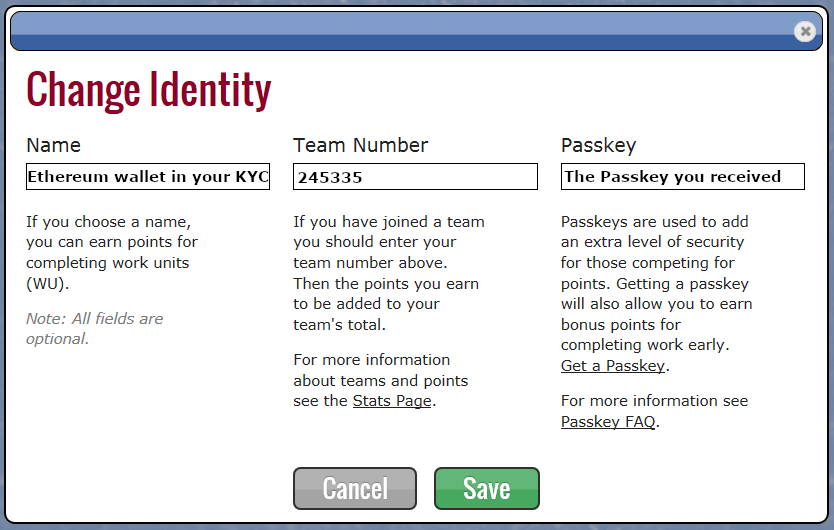 Change Identity
Name
Ethereum wallet in your KYC
If you choose a name,
you can earn points for
completing work units
(WU).
Note: All fields are
optional.
Team Number
245335
If you have joined a team
you should enter your
team number above.
Then the points you earn
to be added to your
team's total.
For more information
about teams and points
see the Stats Page.
Passkey
The Passkey you received
Passkeys are used to add
an extra level of security
for those competing for
points. Getting a passkey
will also allow you to earn
bonus points for
completing work early.
Get a Passkey.
For more information see
Passkey FAQ.
Cancel
Save